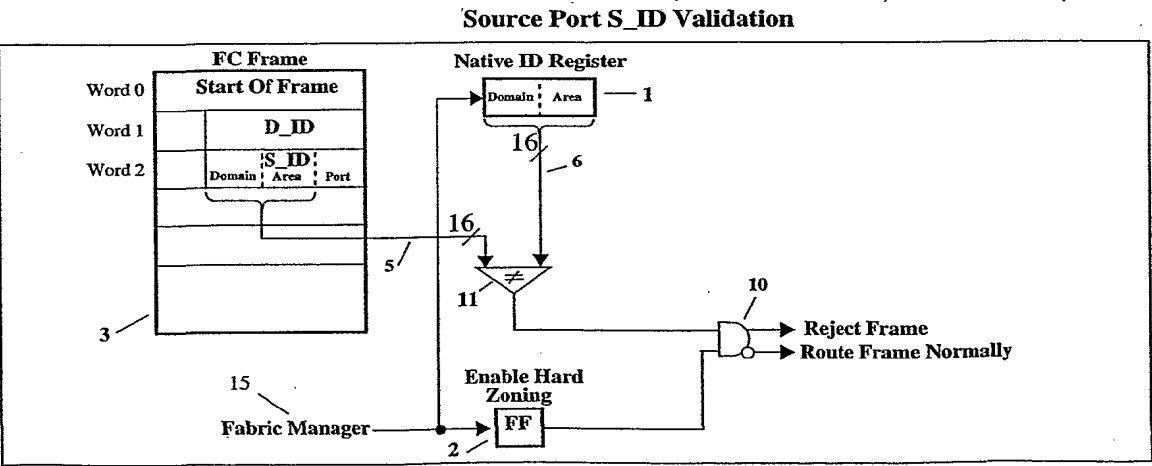 Source Port S_ID Validation
FC Frame
Native ID Register
Word 0
Start Of Frame
Domain
Area
1
Word 1
D_ID
16
6
Word 2
S_ID
Domain
Area
Port
16
5
≠
11
3
10
Reject Frame
Route Frame Normally
15
Enable Hard
Zoning
Fabric Manager
FF
2